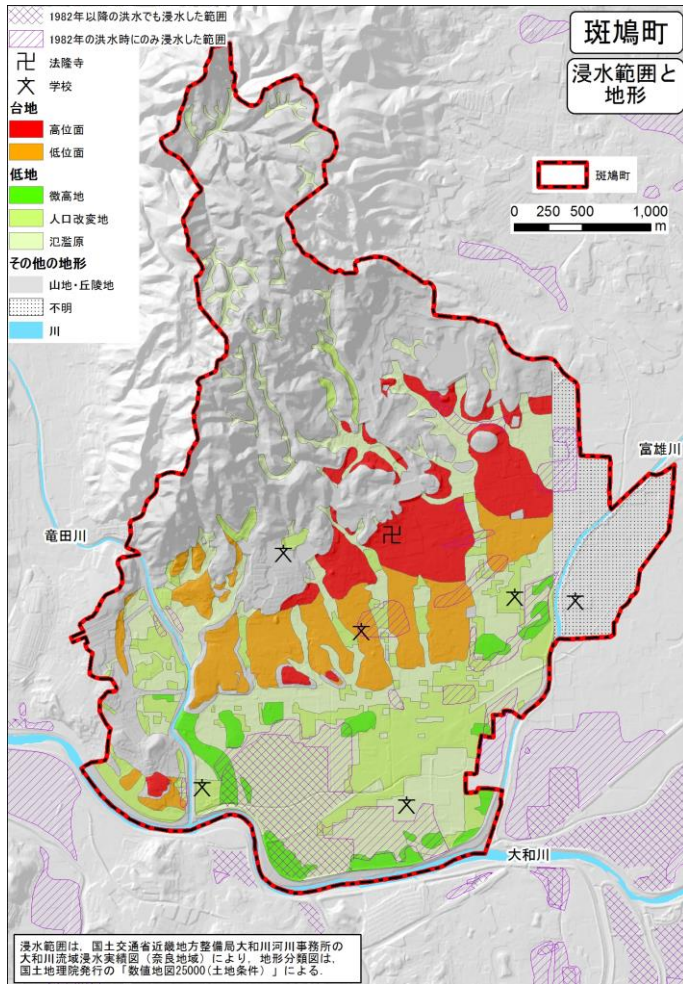 1982年以降の洪水でも浸水した範囲
1982年の洪水時にのみ浸水した範囲
法隆寺
学校
台地
高位面
低位面
低地
微高地
人口改変地
氾濫原
その他の地形
山地・丘陵地
不明
川
斑鳩町
浸水範囲と
地形
斑鳩町
0 250 500 1,000
m
富雄川
竜田川
卍
大和川
浸水範囲は，国土交通省近畿地方整備局大和川河川事務所の
大和川流域浸水実績図（奈良地域）により，地形分類図は，
国土地理院発行の「数値地図25000(土地条件）」による．